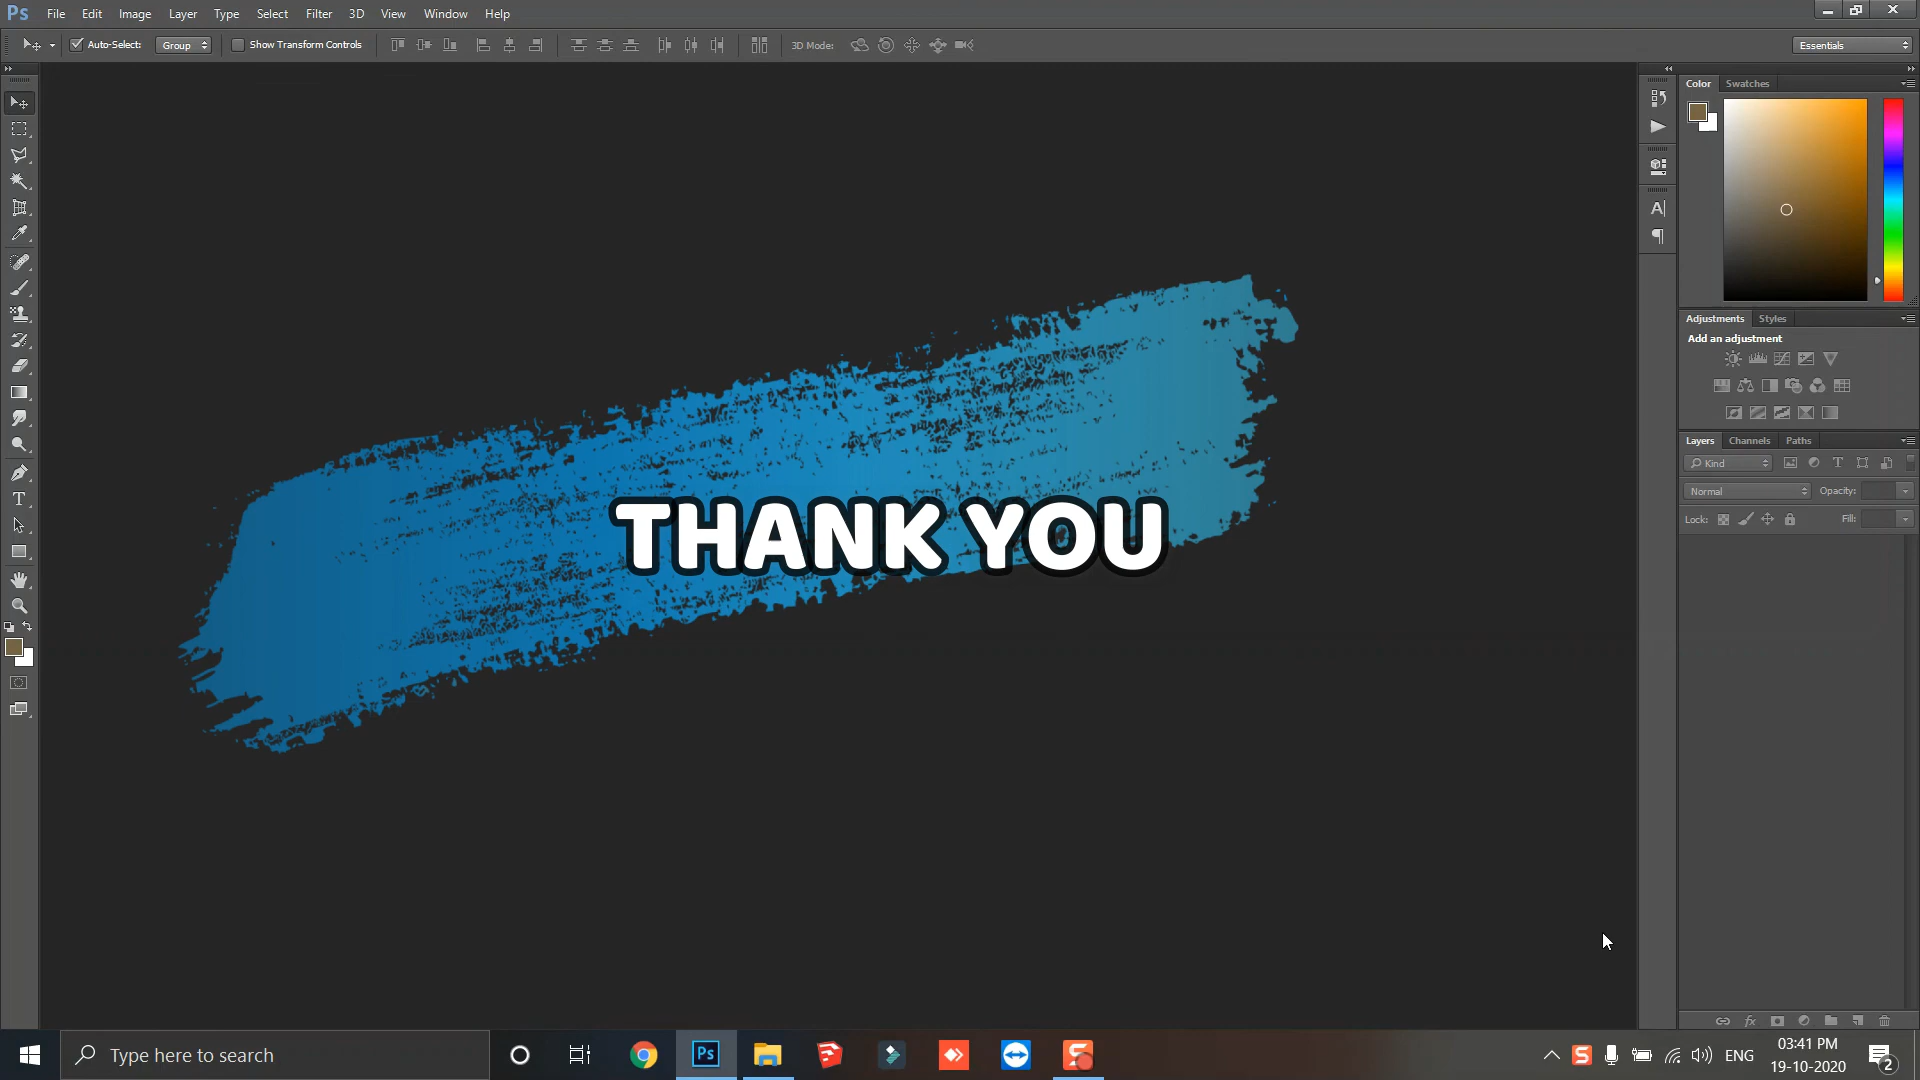 Ps File Edit Image Layer Type Select Filter 3D View Window Help
Auto-Select: Group Show Transform Controls 3D Mode: Essentials
Color Swatches
Adjustments Styles
Add an adjustment
Layers Channels Paths
Kind
Normal Opacity:
Lock: Fill:
THANK YOU
Type here to search
Ps
ENG
03:41 PM
19-10-2020
2